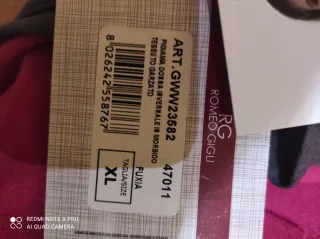 ART.GWW23582
47011
PIGIAMA DONNA INVERNALE IN MORBIDO
TESSUTO GARZATO
8 026242 558767
FUXIA
TAGLIA/SIZE
XL
RG
ROMEO GIGLI
REDMI NOTE 8 PRO
AI QUAD CAMERA